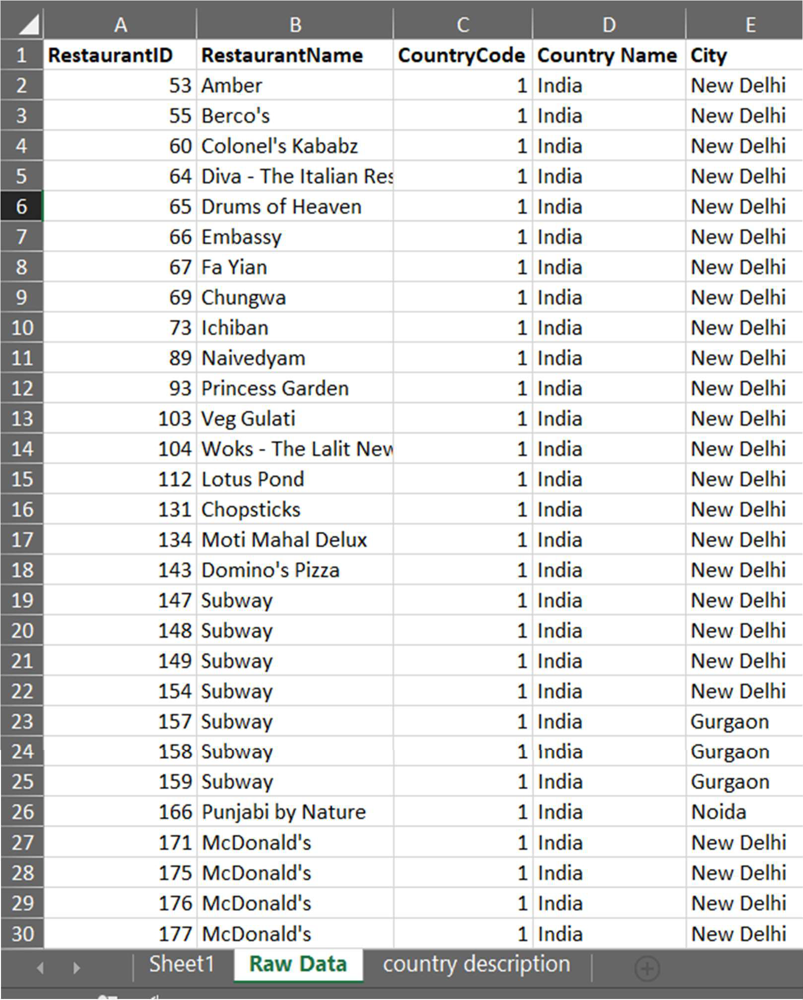 A B C D E
1 RestaurantID RestaurantName CountryCode Country Name City
2 53 Amber 1 India New Delhi
3 55 Berco's 1 India New Delhi
4 60 Colonel's Kababz 1 India New Delhi
5 64 Diva - The Italian Res 1 India New Delhi
6 65 Drums of Heaven 1 India New Delhi
7 66 Embassy 1 India New Delhi
8 67 Fa Yian 1 India New Delhi
9 69 Chungwa 1 India New Delhi
10 73 Ichiban 1 India New Delhi
11 89 Naivedyam 1 India New Delhi
12 93 Princess Garden 1 India New Delhi
13 103 Veg Gulati 1 India New Delhi
14 104 Woks - The Lalit New 1 India New Delhi
15 112 Lotus Pond 1 India New Delhi
16 131 Chopsticks 1 India New Delhi
17 134 Moti Mahal Delux 1 India New Delhi
18 143 Domino's Pizza 1 India New Delhi
19 147 Subway 1 India New Delhi
20 148 Subway 1 India New Delhi
21 149 Subway 1 India New Delhi
22 154 Subway 1 India New Delhi
23 157 Subway 1 India Gurgaon
24 158 Subway 1 India Gurgaon
25 159 Subway 1 India Gurgaon
26 166 Punjabi by Nature 1 India Noida
27 171 McDonald's 1 India New Delhi
28 175 McDonald's 1 India New Delhi
29 176 McDonald's 1 India New Delhi
30 177 McDonald's 1 India New Delhi
Sheet1 Raw Data country description